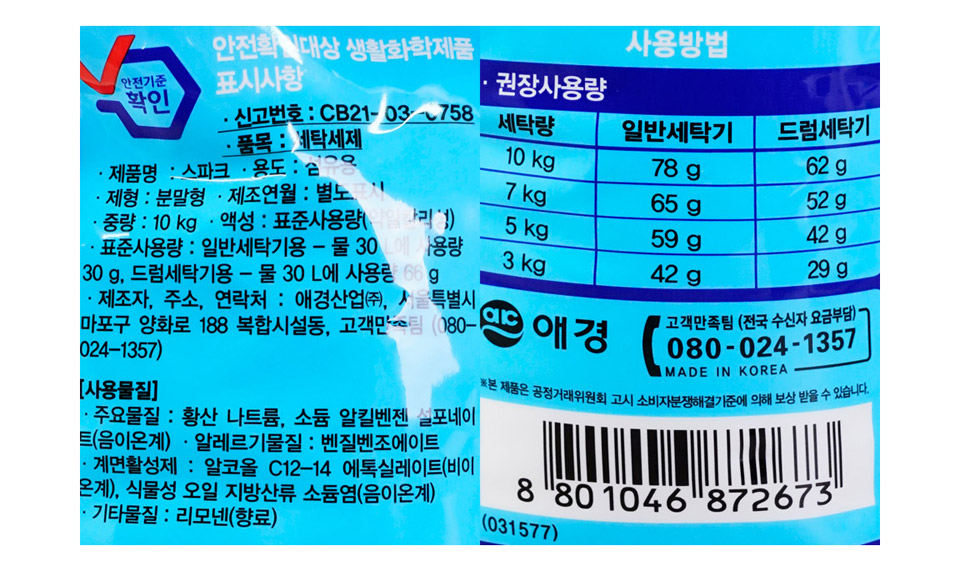 안전기준
확인
안전확인대상 생활화학제품
표시사항
· 신고번호 : CB21-03-0758
· 품목 : 세탁세제
· 제품명 : 스파크 · 용도 : 섬유용
· 제형 : 분말형 · 제조연월 : 별도표시
· 중량 : 10 kg · 액성 : 표준사용량(약알칼리성)
· 표준사용량 : 일반세탁기용 – 물 30 L에 사용량
30 g, 드럼세탁기용 – 물 30 L에 사용량 66 g
· 제조자, 주소, 연락처 : 애경산업㈜, 서울특별시
마포구 양화로 188 복합시설동, 고객만족팀 (080-
024-1357)
[사용물질]
· 주요물질 : 황산 나트륨, 소듐 알킬벤젠 설포네이
트(음이온계) · 알레르기물질 : 벤질벤조에이트
· 계면활성제 : 알코올 C12-14 에톡실레이트(비이
온계), 식물성 오일 지방산류 소듐염(음이온계)
· 기타물질 : 리모넨(향료)
사용방법
· 권장사용량
세탁량 일반세탁기 드럼세탁기
10 kg 78 g 62 g
7 kg 65 g 52 g
5 kg 59 g 42 g
3 kg 42 g 29 g
애경
고객만족팀 (전국 수신자 요금부담)
080-024-1357
MADE IN KOREA
※본 제품은 공정거래위원회 고시 소비자분쟁해결기준에 의해 보상 받을 수 있습니다.
8 801046 872673
(031577)